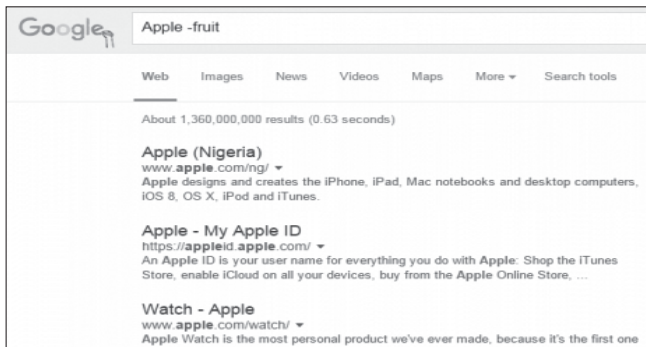 Google
Apple -fruit
Web Images News Videos Maps More Search tools
About 1,360,000,000 results (0.63 seconds)
Apple (Nigeria)
www.apple.com/ng/
Apple designs and creates the iPhone, iPad, Mac notebooks and desktop computers,
iOS 8, OS X, iPod and iTunes.
Apple - My Apple ID
https://appleid.apple.com/
An Apple ID is your user name for everything you do with Apple: Shop the iTunes
Store, enable iCloud on all your devices, buy from the Apple Online Store, ...
Watch - Apple
www.apple.com/watch/
Apple Watch is the most personal product we've ever made, because it's the first one